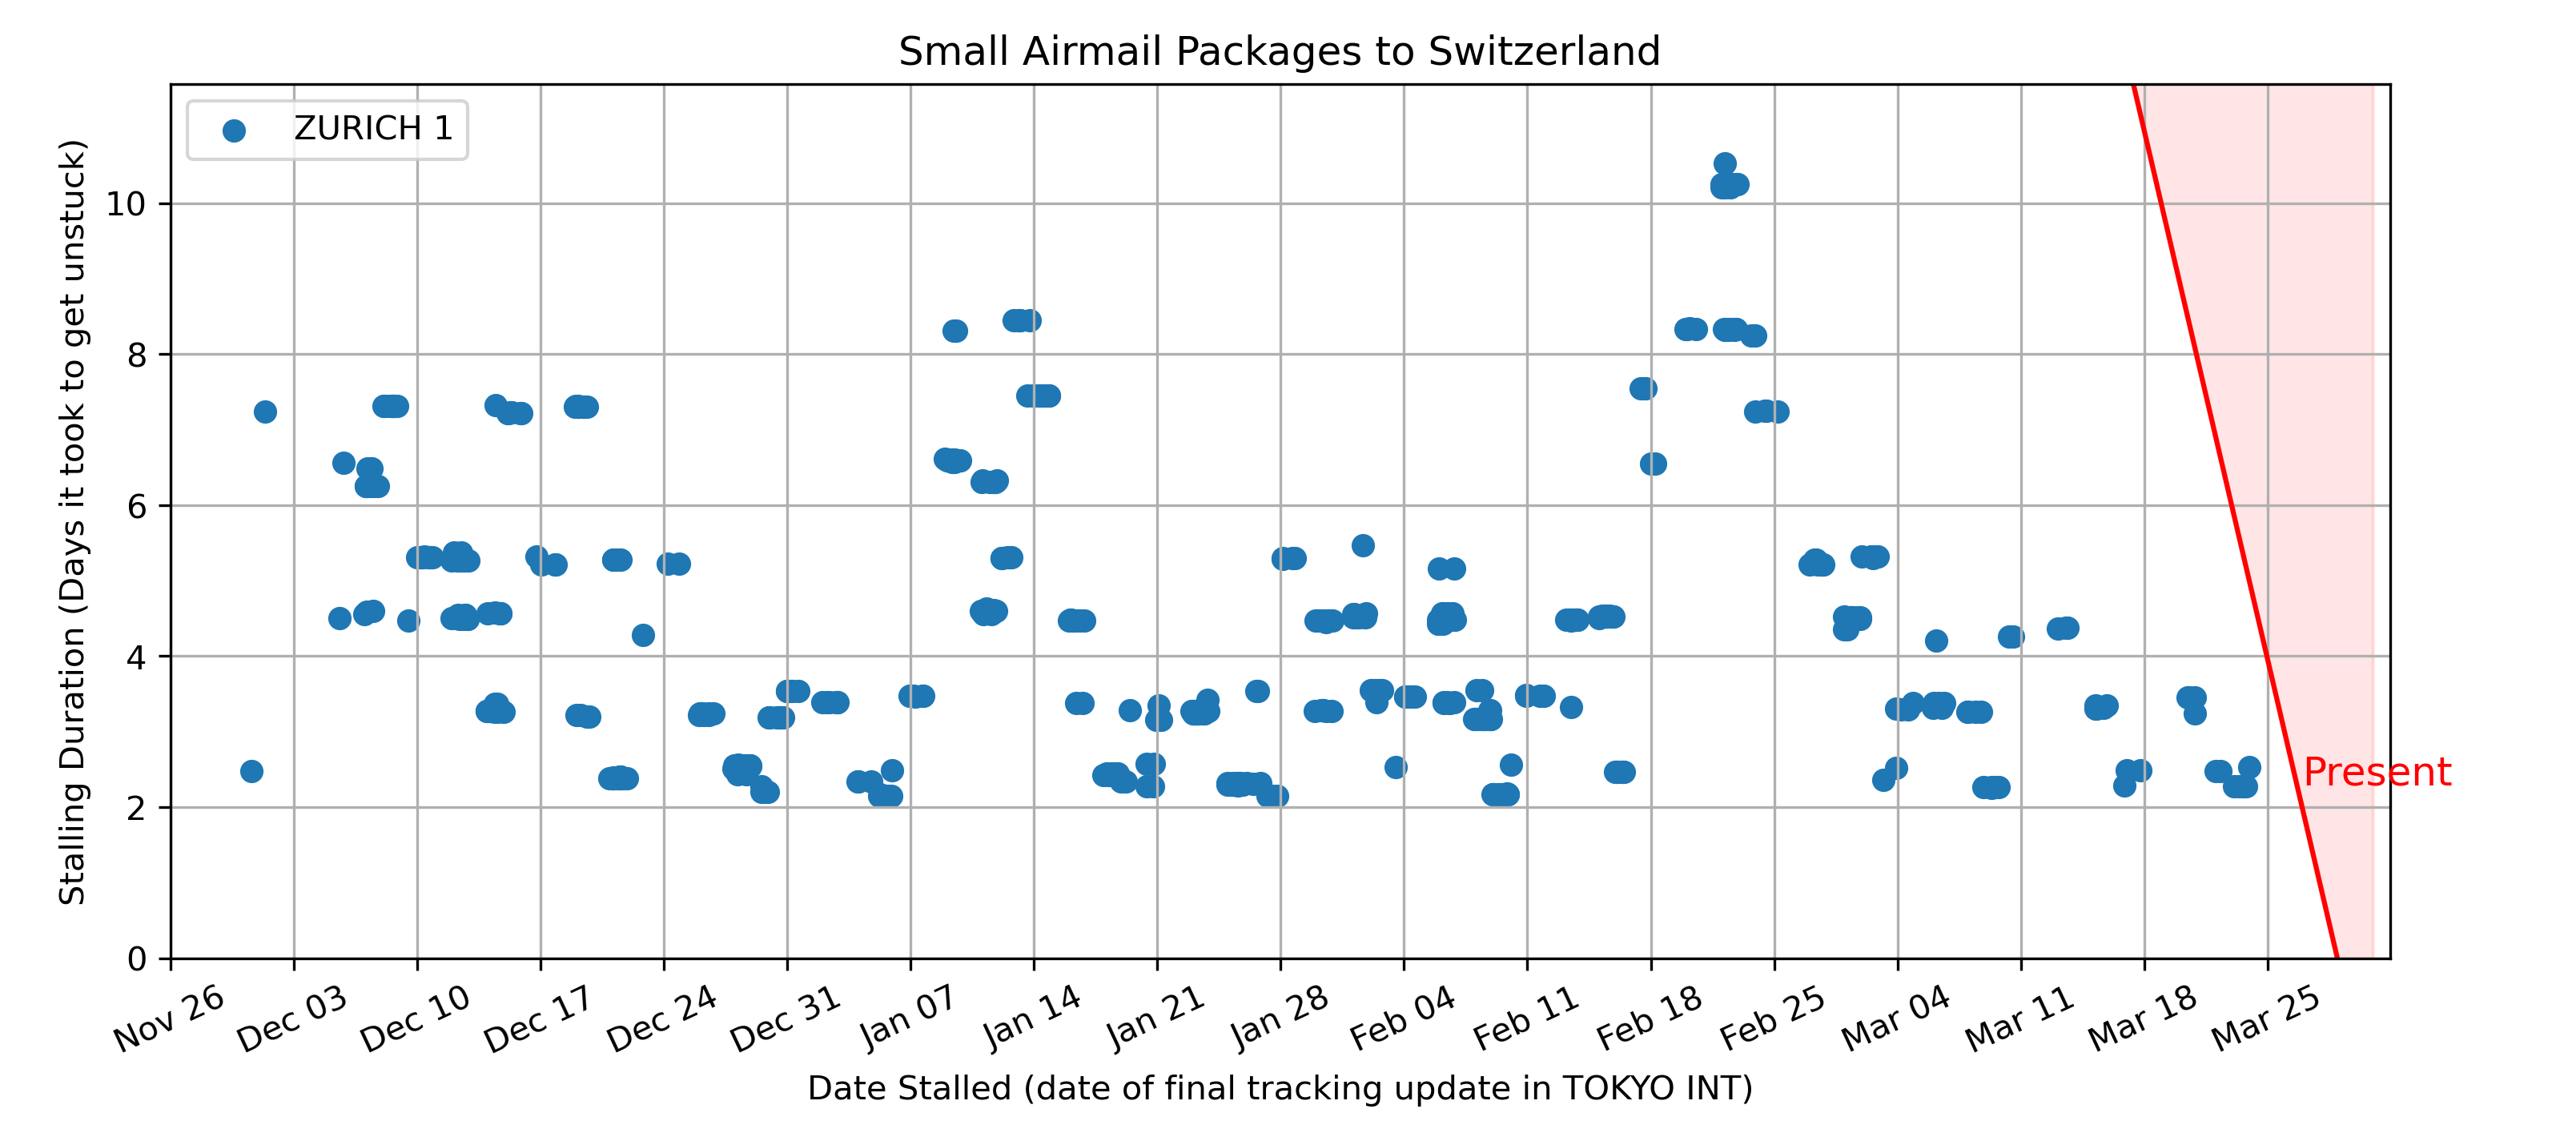 Small Airmail Packages to Switzerland
ZURICH 1
Stalling Duration (Days it took to get unstuck)
10
8
6
4
2
0
Present
Nov 26
Dec 03
Dec 10
Dec 17
Dec 24
Dec 31
Jan 07
Jan 14
Jan 21
Jan 28
Feb 04
Feb 11
Feb 18
Feb 25
Mar 04
Mar 11
Mar 18
Mar 25
Date Stalled (date of final tracking update in TOKYO INT)